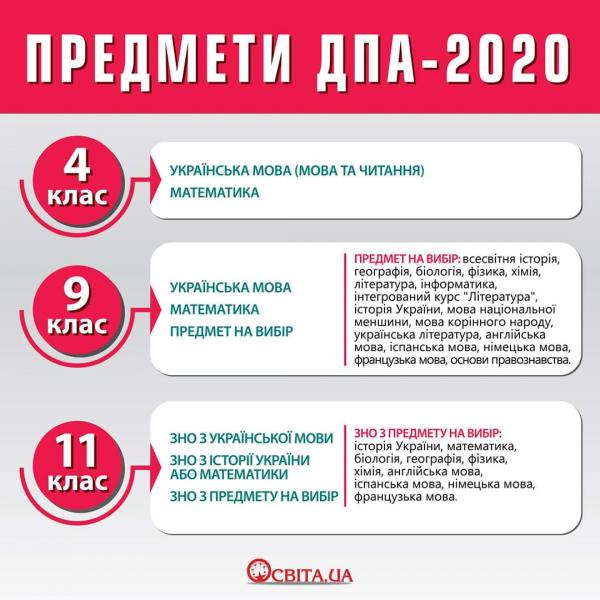 ПРЕДМЕТИ ДПА-2020
4
клас
УКРАЇНСЬКА МОВА (МОВА ТА ЧИТАННЯ)
МАТЕМАТИКА
9
клас
УКРАЇНСЬКА МОВА
МАТЕМАТИКА
ПРЕДМЕТ НА ВИБІР
ПРЕДМЕТ НА ВИБІР: всесвітня історія,
географія, біологія, фізика, хімія,
література, інформатика,
інтегрований курс "Література",
історія України, мова національної
меншини, мова корінного народу,
українська література, англійська
мова, іспанська мова, німецька мова,
французька мова, основи правознавства.
11
клас
ЗНО З УКРАЇНСЬКОЇ МОВИ
ЗНО З ІСТОРІЇ УКРАЇНИ
АБО МАТЕМАТИКИ
ЗНО З ПРЕДМЕТУ НА ВИБІР
ЗНО З ПРЕДМЕТУ НА ВИБІР:
історія України, математика,
біологія, географія, фізика,
хімія, англійська мова,
іспанська мова, німецька мова,
французька мова.
ОСВІТА.UA